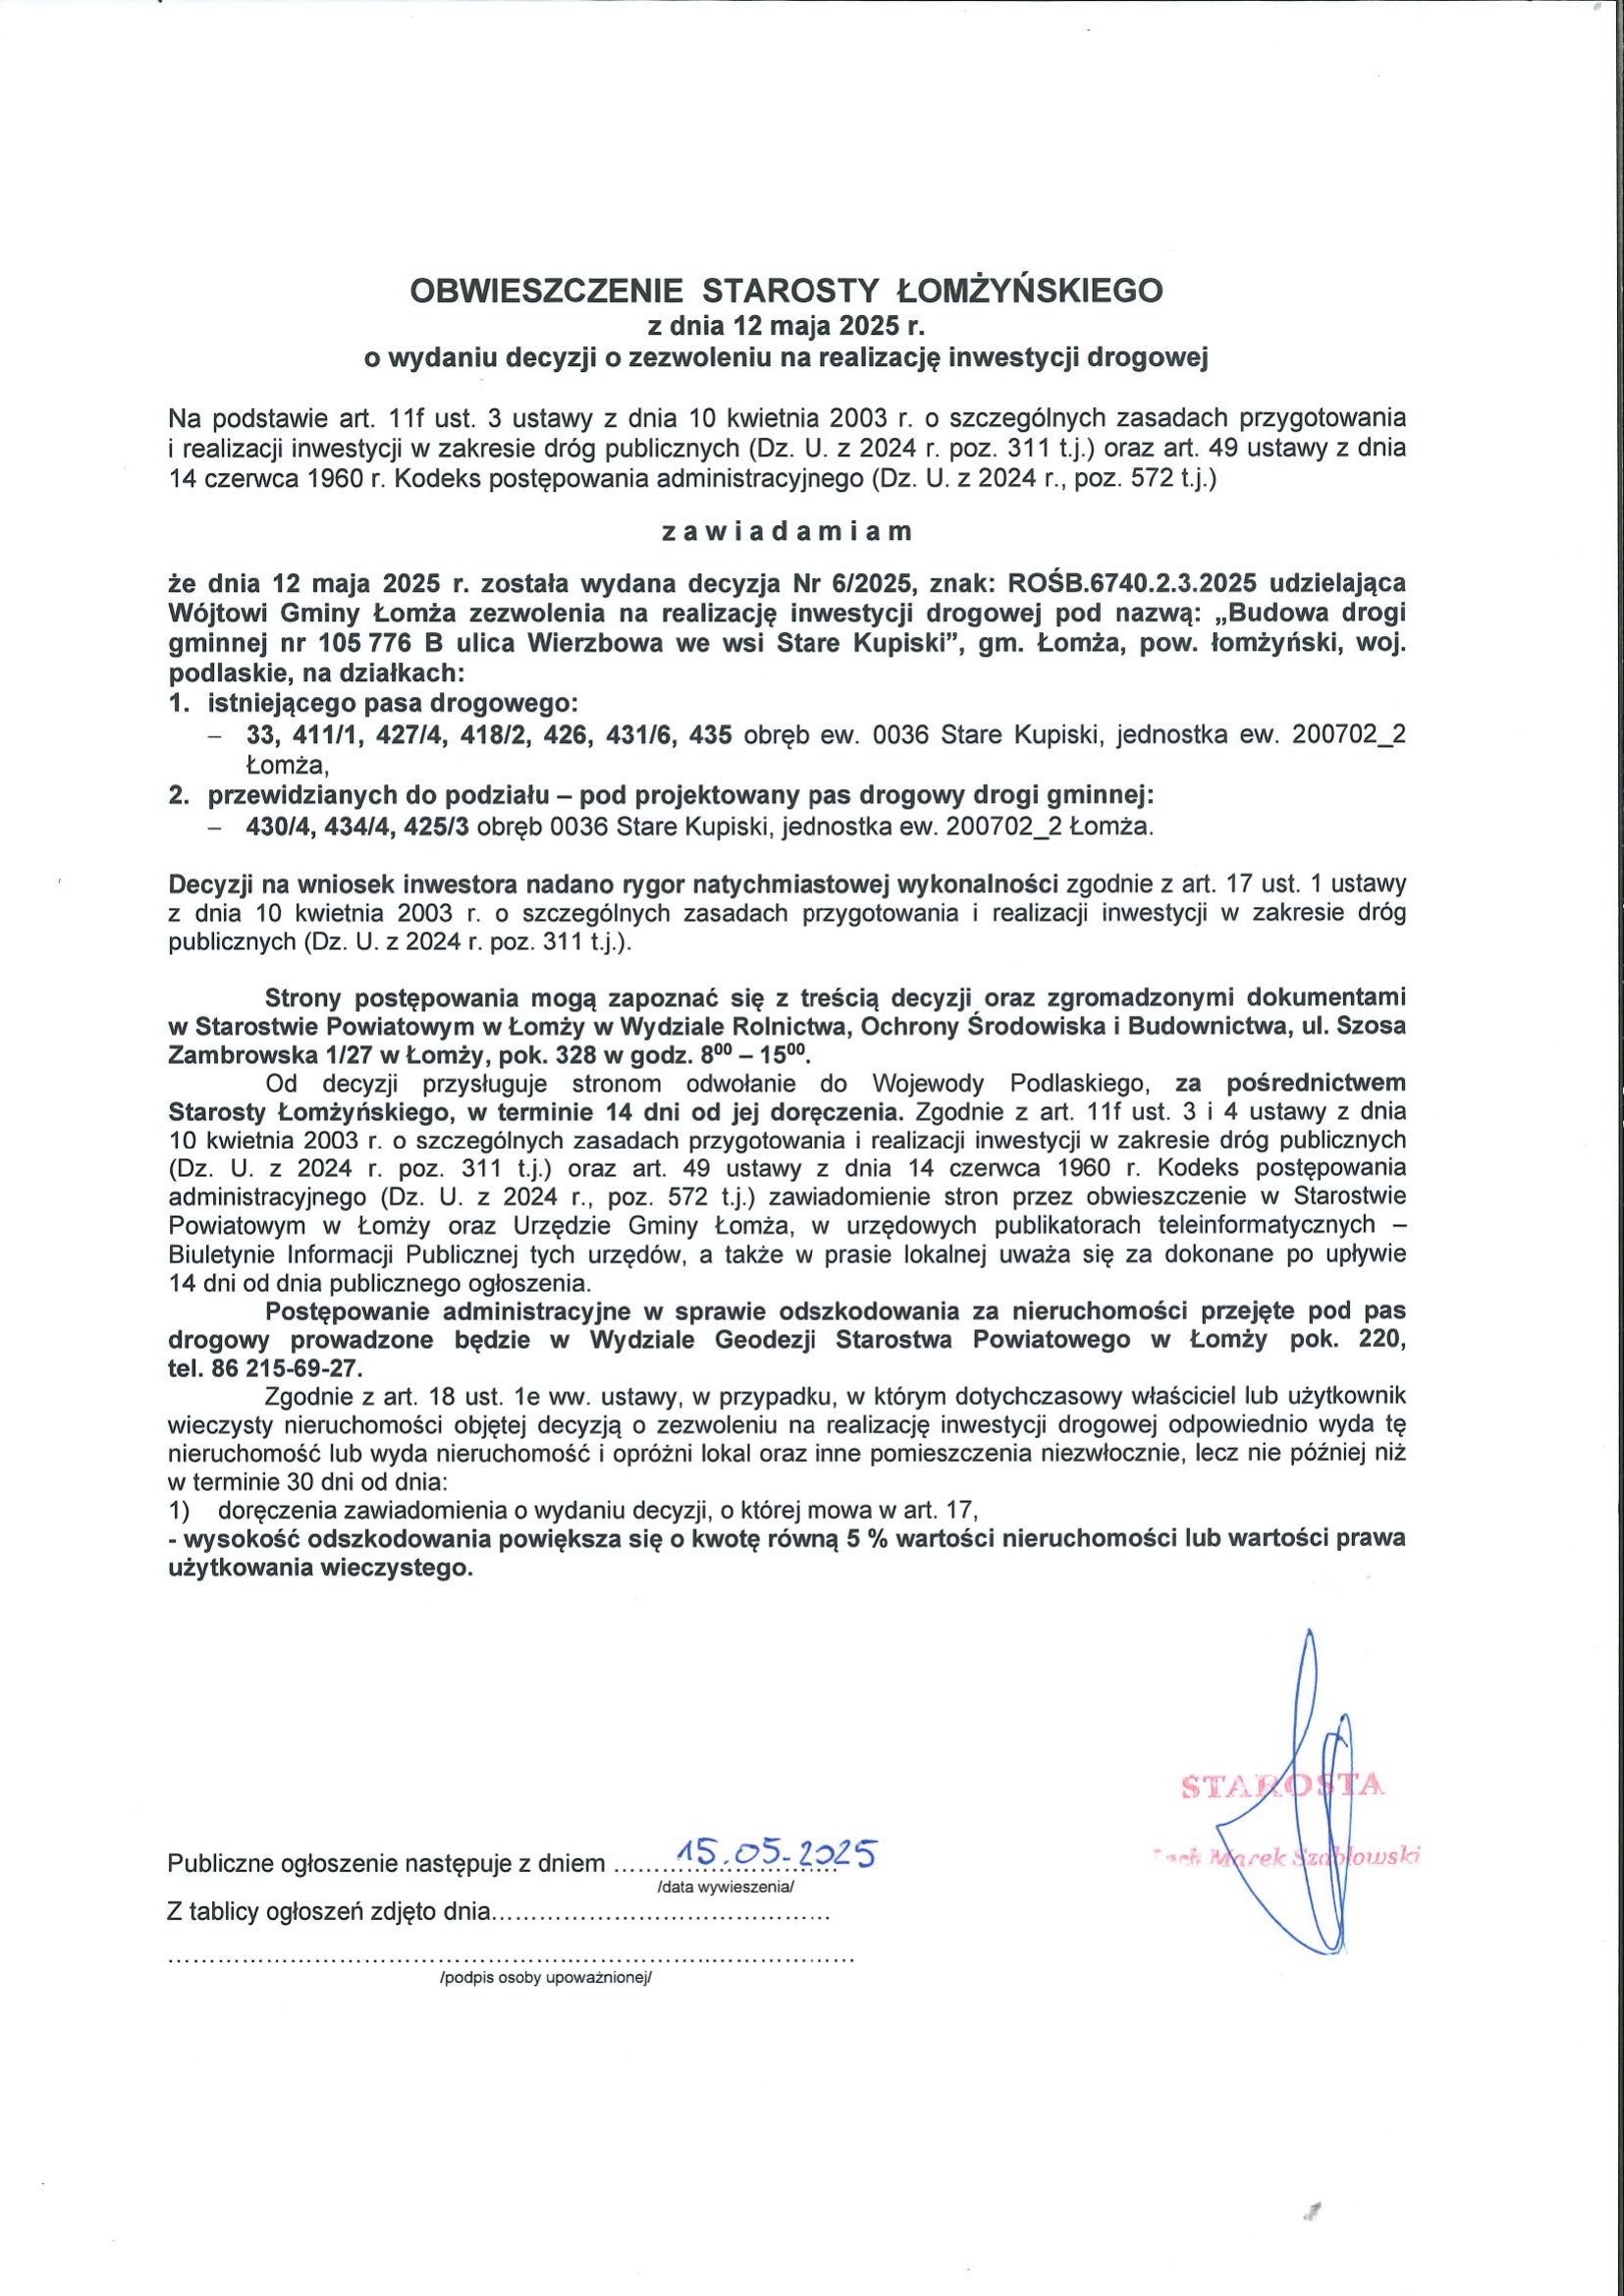 OBWIESZCZENIE STAROSTY ŁOMŻYŃSKIEGO
z dnia 12 maja 2025 r.
o wydaniu decyzji o zezwoleniu na realizację inwestycji drogowej
Na podstawie art. 11f ust. 3 ustawy z dnia 10 kwietnia 2003 r. o szczególnych zasadach przygotowania
i realizacji inwestycji w zakresie dróg publicznych (Dz. U. z 2024 r. poz. 311 t.j.) oraz art. 49 ustawy z dnia
14 czerwca 1960 r. Kodeks postępowania administracyjnego (Dz. U. z 2024 r., poz. 572 t.j.)
z a w i a d a m i a m
że dnia 12 maja 2025 r. została wydana decyzja Nr 6/2025, znak: ROŚB.6740.2.3.2025 udzielająca
Wójtowi Gminy Łomża zezwolenia na realizację inwestycji drogowej pod nazwą: „Budowa drogi
gminnej nr 105 776 B ulica Wierzbowa we wsi Stare Kupiski”, gm. Łomża, pow. łomżyński, woj.
podlaskie, na działkach:
1. istniejącego pasa drogowego:
– 33, 411/1, 427/4, 418/2, 426, 431/6, 435 obręb ew. 0036 Stare Kupiski, jednostka ew. 200702_2
Łomża,
2. przewidzianych do podziału – pod projektowany pas drogowy drogi gminnej:
– 430/4, 434/4, 425/3 obręb 0036 Stare Kupiski, jednostka ew. 200702_2 Łomża.
Decyzji na wniosek inwestora nadano rygor natychmiastowej wykonalności zgodnie z art. 17 ust. 1 ustawy
z dnia 10 kwietnia 2003 r. o szczególnych zasadach przygotowania i realizacji inwestycji w zakresie dróg
publicznych (Dz. U. z 2024 r. poz. 311 t.j.).
Strony postępowania mogą zapoznać się z treścią decyzji oraz zgromadzonymi dokumentami
w Starostwie Powiatowym w Łomży w Wydziale Rolnictwa, Ochrony Środowiska i Budownictwa, ul. Szosa
Zambrowska 1/27 w Łomży, pok. 328 w godz. 8⁰⁰ – 15⁰⁰.
Od decyzji przysługuje stronom odwołanie do Wojewody Podlaskiego, za pośrednictwem
Starosty Łomżyńskiego, w terminie 14 dni od jej doręczenia. Zgodnie z art. 11f ust. 3 i 4 ustawy z dnia
10 kwietnia 2003 r. o szczególnych zasadach przygotowania i realizacji inwestycji w zakresie dróg publicznych
(Dz. U. z 2024 r. poz. 311 t.j.) oraz art. 49 ustawy z dnia 14 czerwca 1960 r. Kodeks postępowania
administracyjnego (Dz. U. z 2024 r., poz. 572 t.j.) zawiadomienie stron przez obwieszczenie w Starostwie
Powiatowym w Łomży oraz Urzędzie Gminy Łomża, w urzędowych publikatorach teleinformatycznych –
Biuletynie Informacji Publicznej tych urzędów, a także w prasie lokalnej uważa się za dokonane po upływie
14 dni od dnia publicznego ogłoszenia.
Postępowanie administracyjne w sprawie odszkodowania za nieruchomości przejęte pod pas
drogowy prowadzone będzie w Wydziale Geodezji Starostwa Powiatowego w Łomży pok. 220,
tel. 86 215-69-27.
Zgodnie z art. 18 ust. 1e ww. ustawy, w przypadku, w którym dotychczasowy właściciel lub użytkownik
wieczysty nieruchomości objętej decyzją o zezwoleniu na realizację inwestycji drogowej odpowiednio wyda tę
nieruchomość lub wyda nieruchomość i opróżni lokal oraz inne pomieszczenia niezwłocznie, lecz nie później niż
w terminie 30 dni od dnia:
1) doręczenia zawiadomienia o wydaniu decyzji, o której mowa w art. 17,
- wysokość odszkodowania powiększa się o kwotę równą 5 % wartości nieruchomości lub wartości prawa
użytkowania wieczystego.
STAROSTA
Lech Marek Szabłowski
Publiczne ogłoszenie następuje z dniem 15.05.2025
/data wywieszenia/
Z tablicy ogłoszeń zdjęto dnia........................................
/podpis osoby upoważnionej/